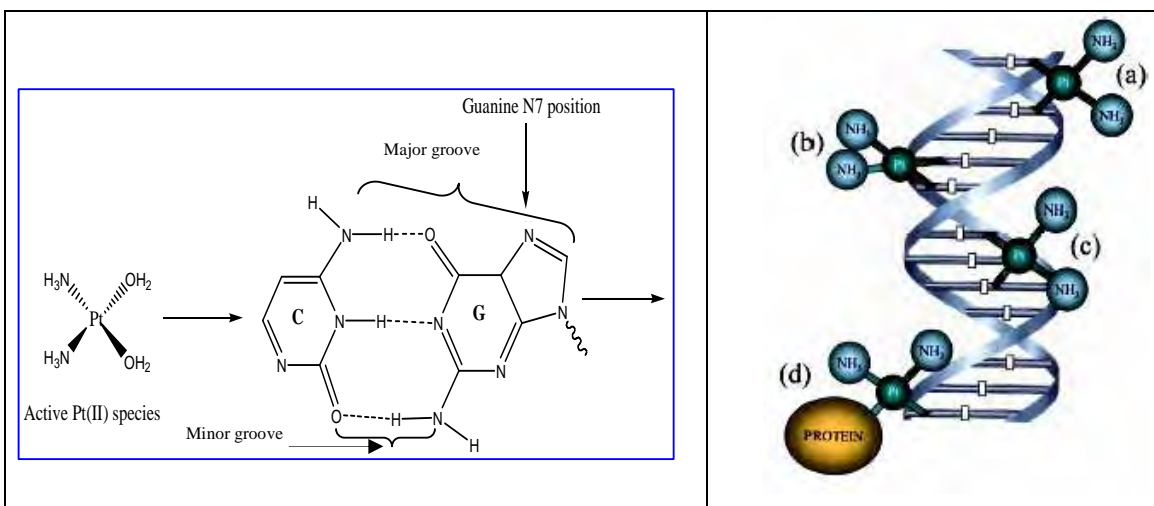 Guanine N7 position
Major groove
H
N
H
O
N
H3N
OH2
Pt
H3N
OH2
C
N
H
N
G
N
N
N
O
H
N
H
Active Pt(II) species
Minor groove
NH3
(a)
Pt
NH3
(b)
NH3
Pt
NH3
NH3
(c)
Pt
NH3
(d)
NH3
NH3
Pt
PROTEIN